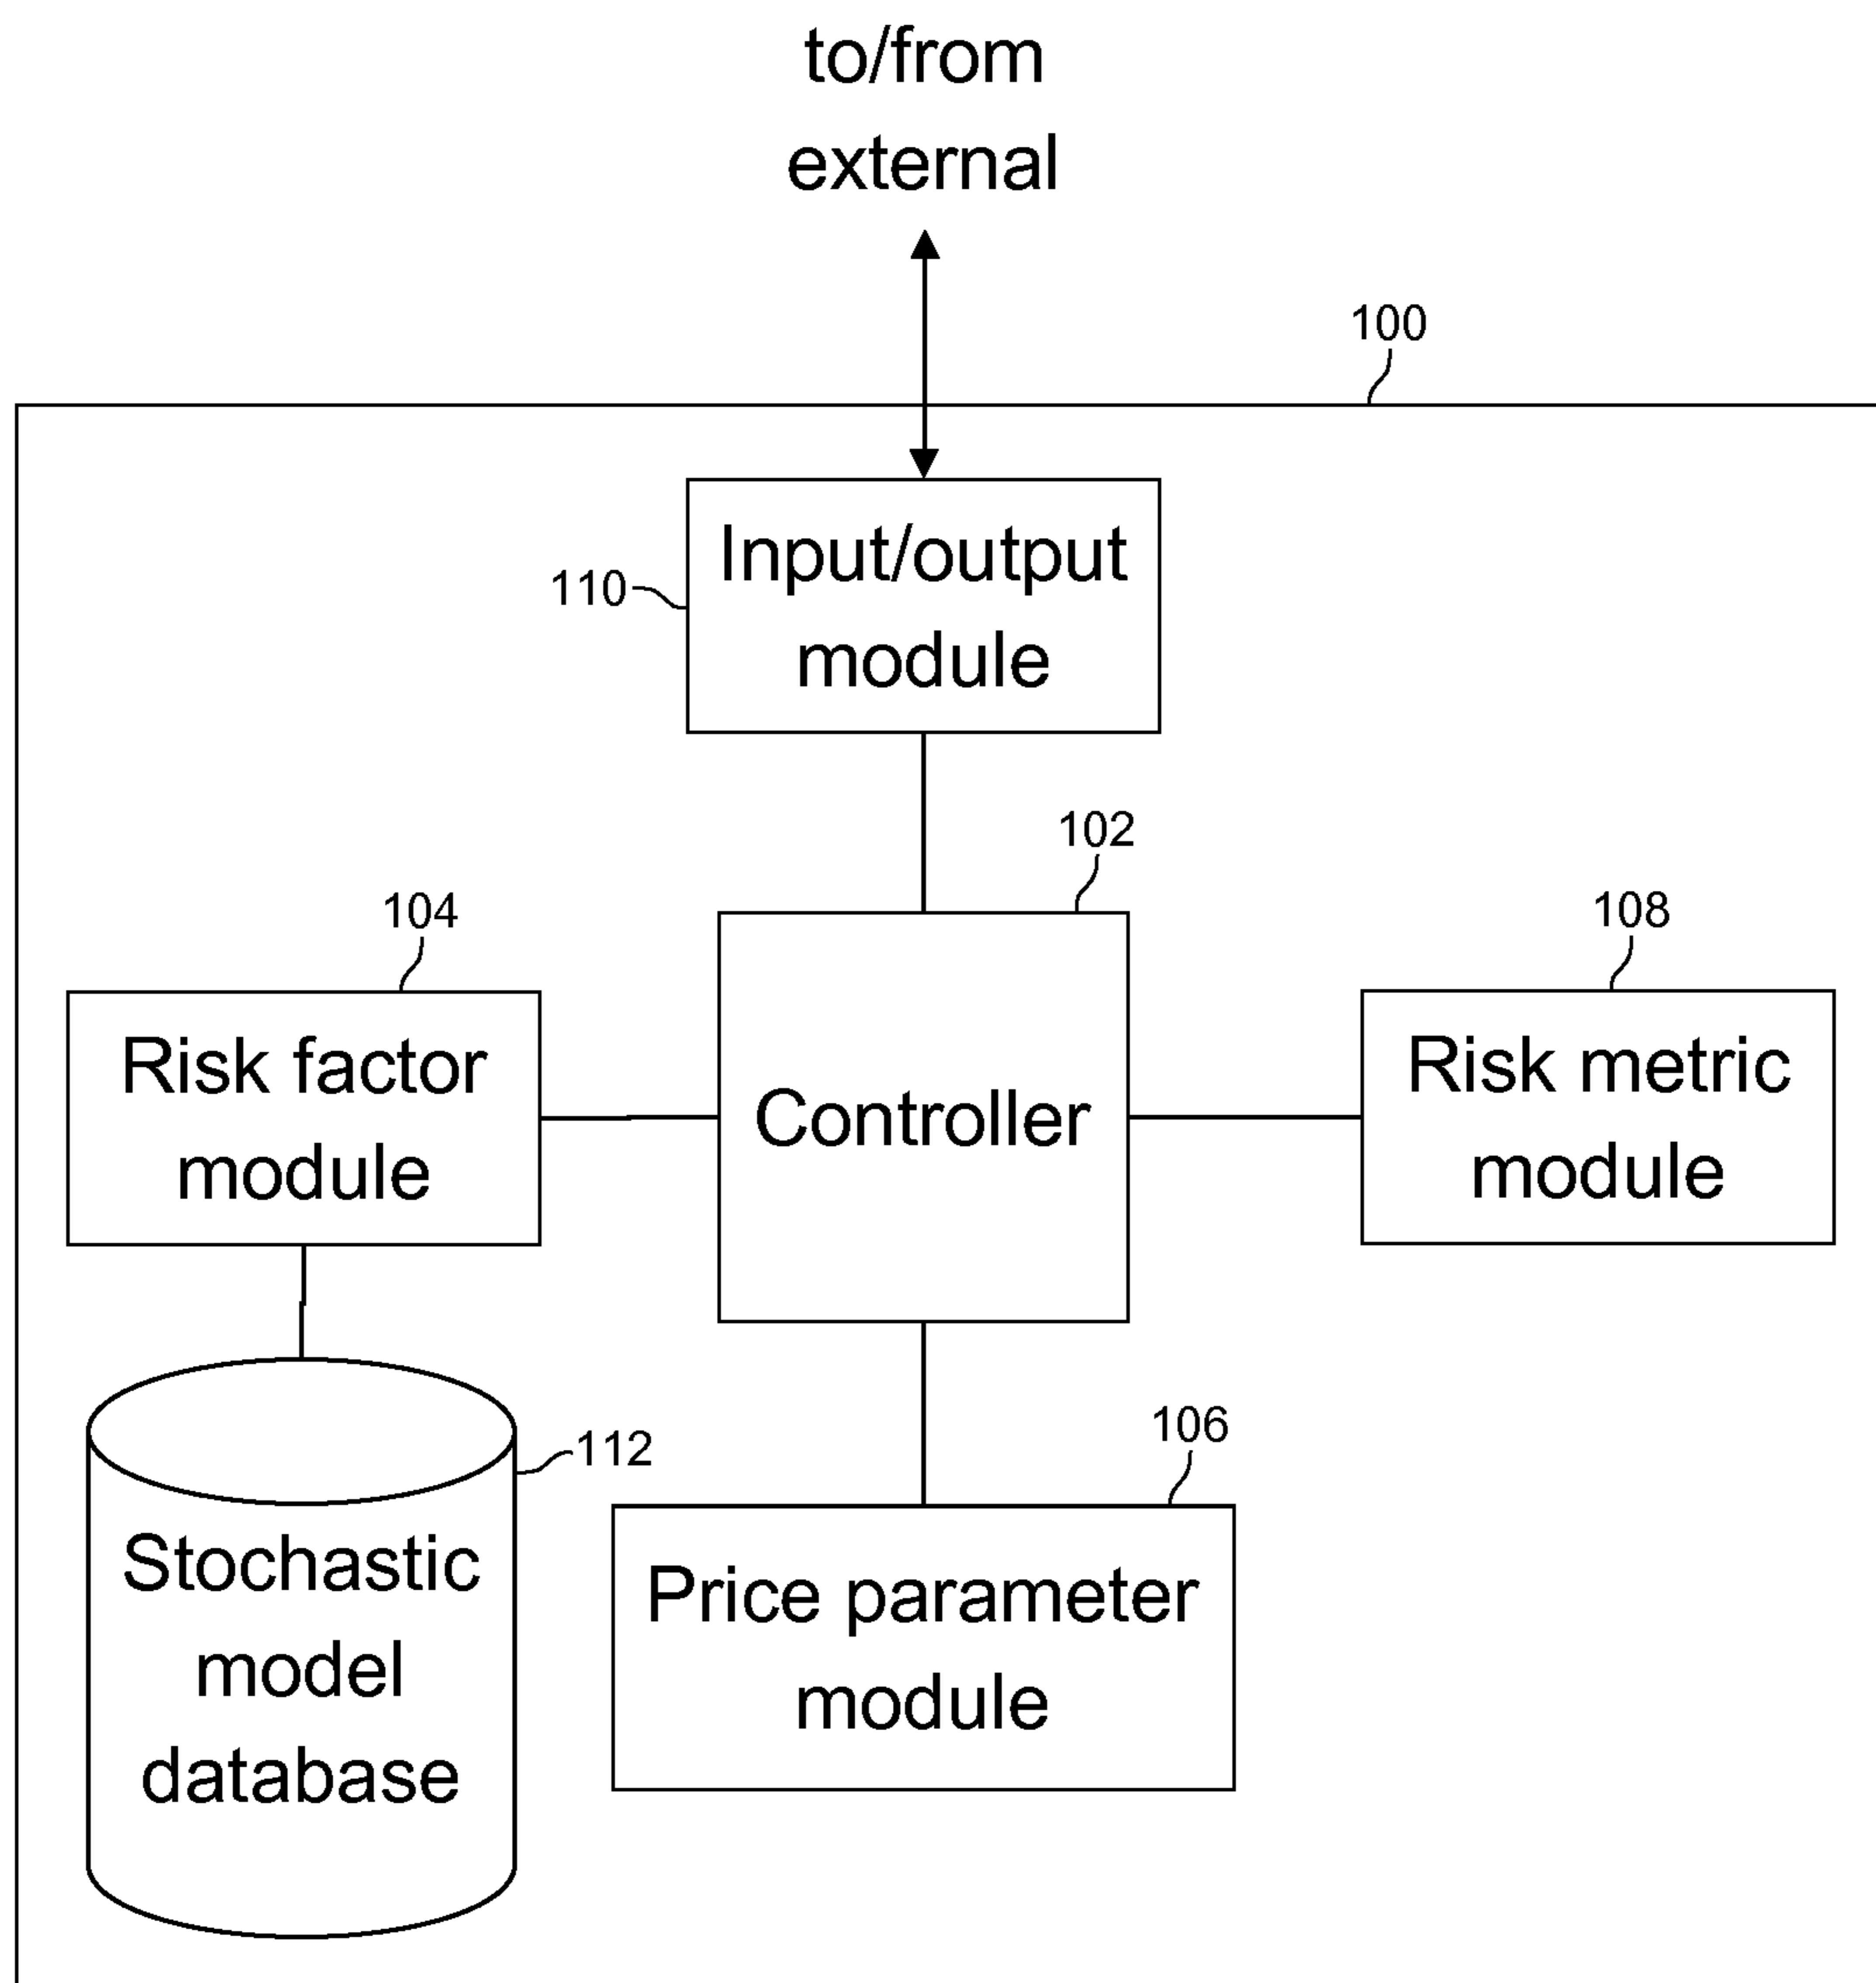 to/from
external
100
Input/output
module
110
102
104
108
Risk factor
module
Controller
Risk metric
module
112
106
Stochastic
model
database
Price parameter
module